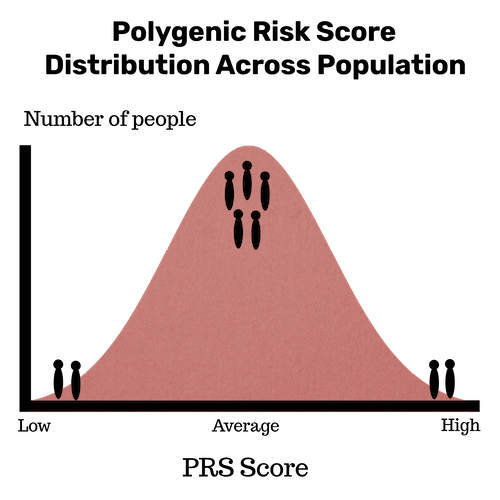 Polygenic Risk Score
Distribution Across Population
Number of people
Low
Average
High
PRS Score